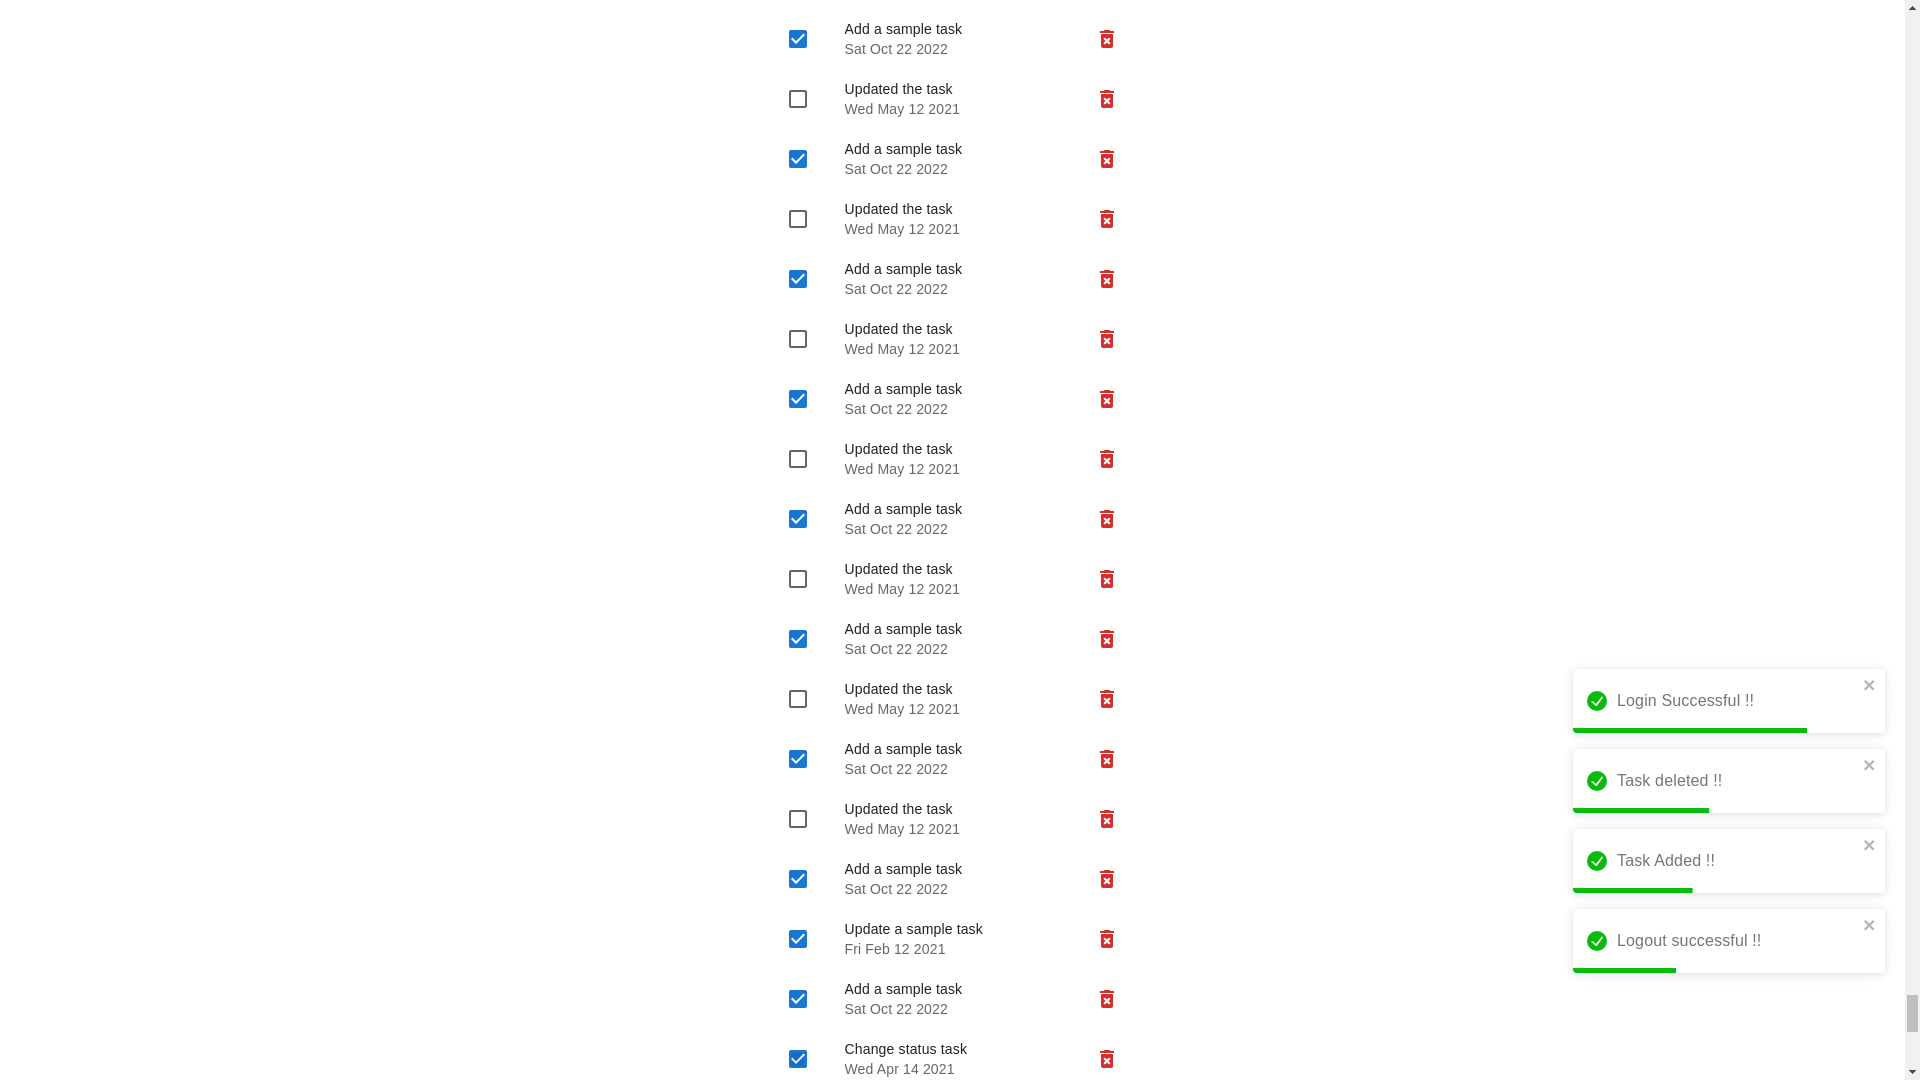 Add a sample task
Sat Oct 22 2022
Updated the task
Wed May 12 2021
Add a sample task
Sat Oct 22 2022
Updated the task
Wed May 12 2021
Add a sample task
Sat Oct 22 2022
Updated the task
Wed May 12 2021
Add a sample task
Sat Oct 22 2022
Updated the task
Wed May 12 2021
Add a sample task
Sat Oct 22 2022
Updated the task
Wed May 12 2021
Add a sample task
Sat Oct 22 2022
Updated the task
Wed May 12 2021
Add a sample task
Sat Oct 22 2022
Updated the task
Wed May 12 2021
Add a sample task
Sat Oct 22 2022
Update a sample task
Fri Feb 12 2021
Add a sample task
Sat Oct 22 2022
Change status task
Wed Apr 14 2021
Login Successful !!
Task deleted !!
Task Added !!
Logout successful !!